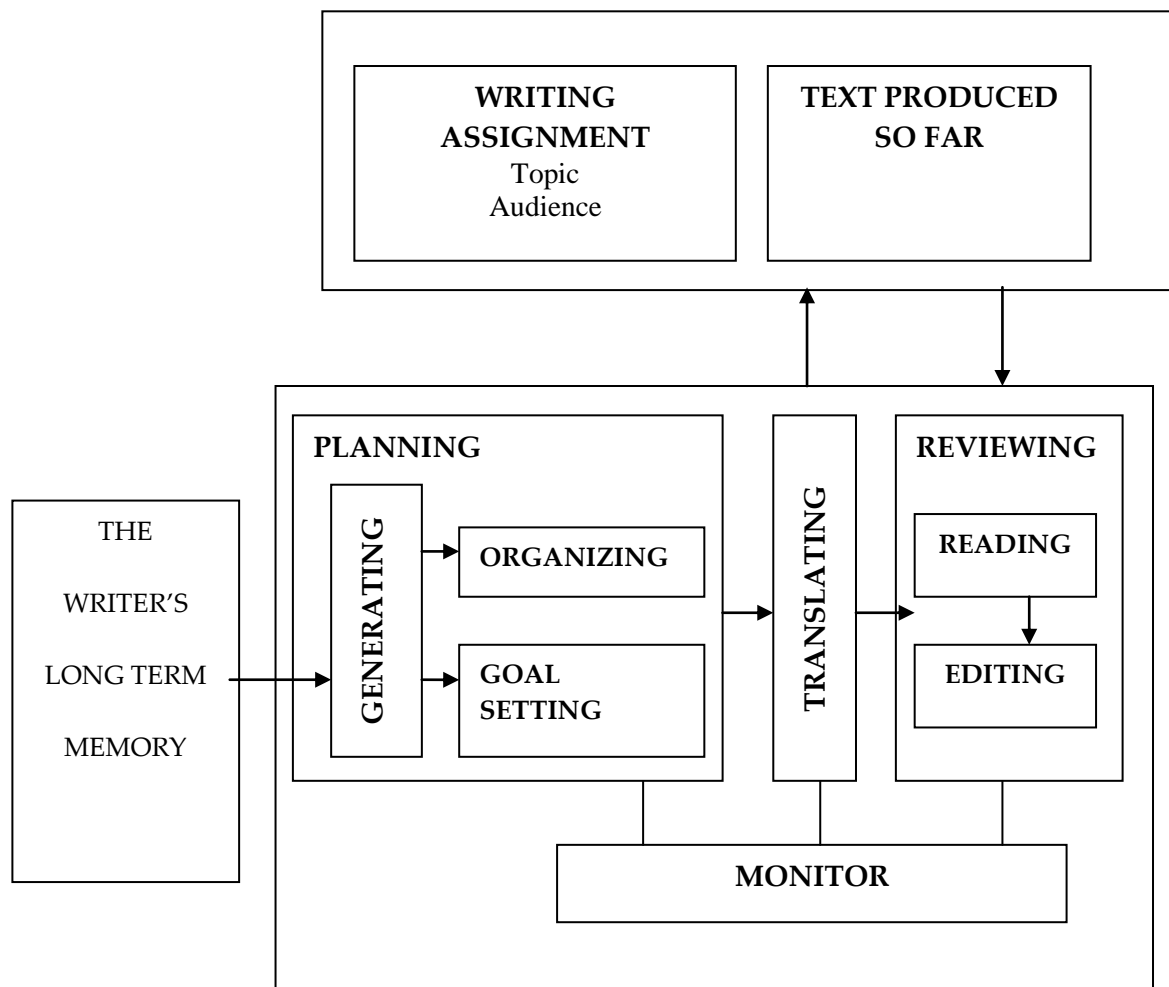 WRITING
ASSIGNMENT
Topic
Audience
TEXT PRODUCED
SO FAR
THE
WRITER’S
LONG TERM
MEMORY
PLANNING
GENERATING
ORGANIZING
GOAL
SETTING
TRANSLATING
REVIEWING
READING
EDITING
MONITOR